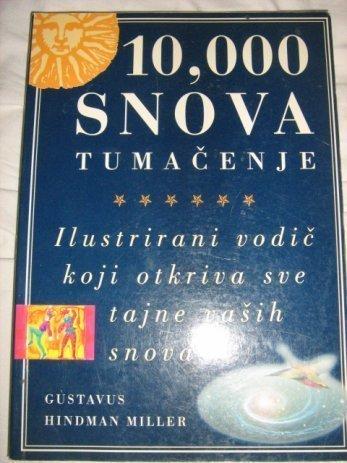 10,000
SNOVA
TUMAČENJE
Ilustrirani vodič
koji otkriva sve
tajne vaših
snova
GUSTAVUS
HINDMAN MILLER